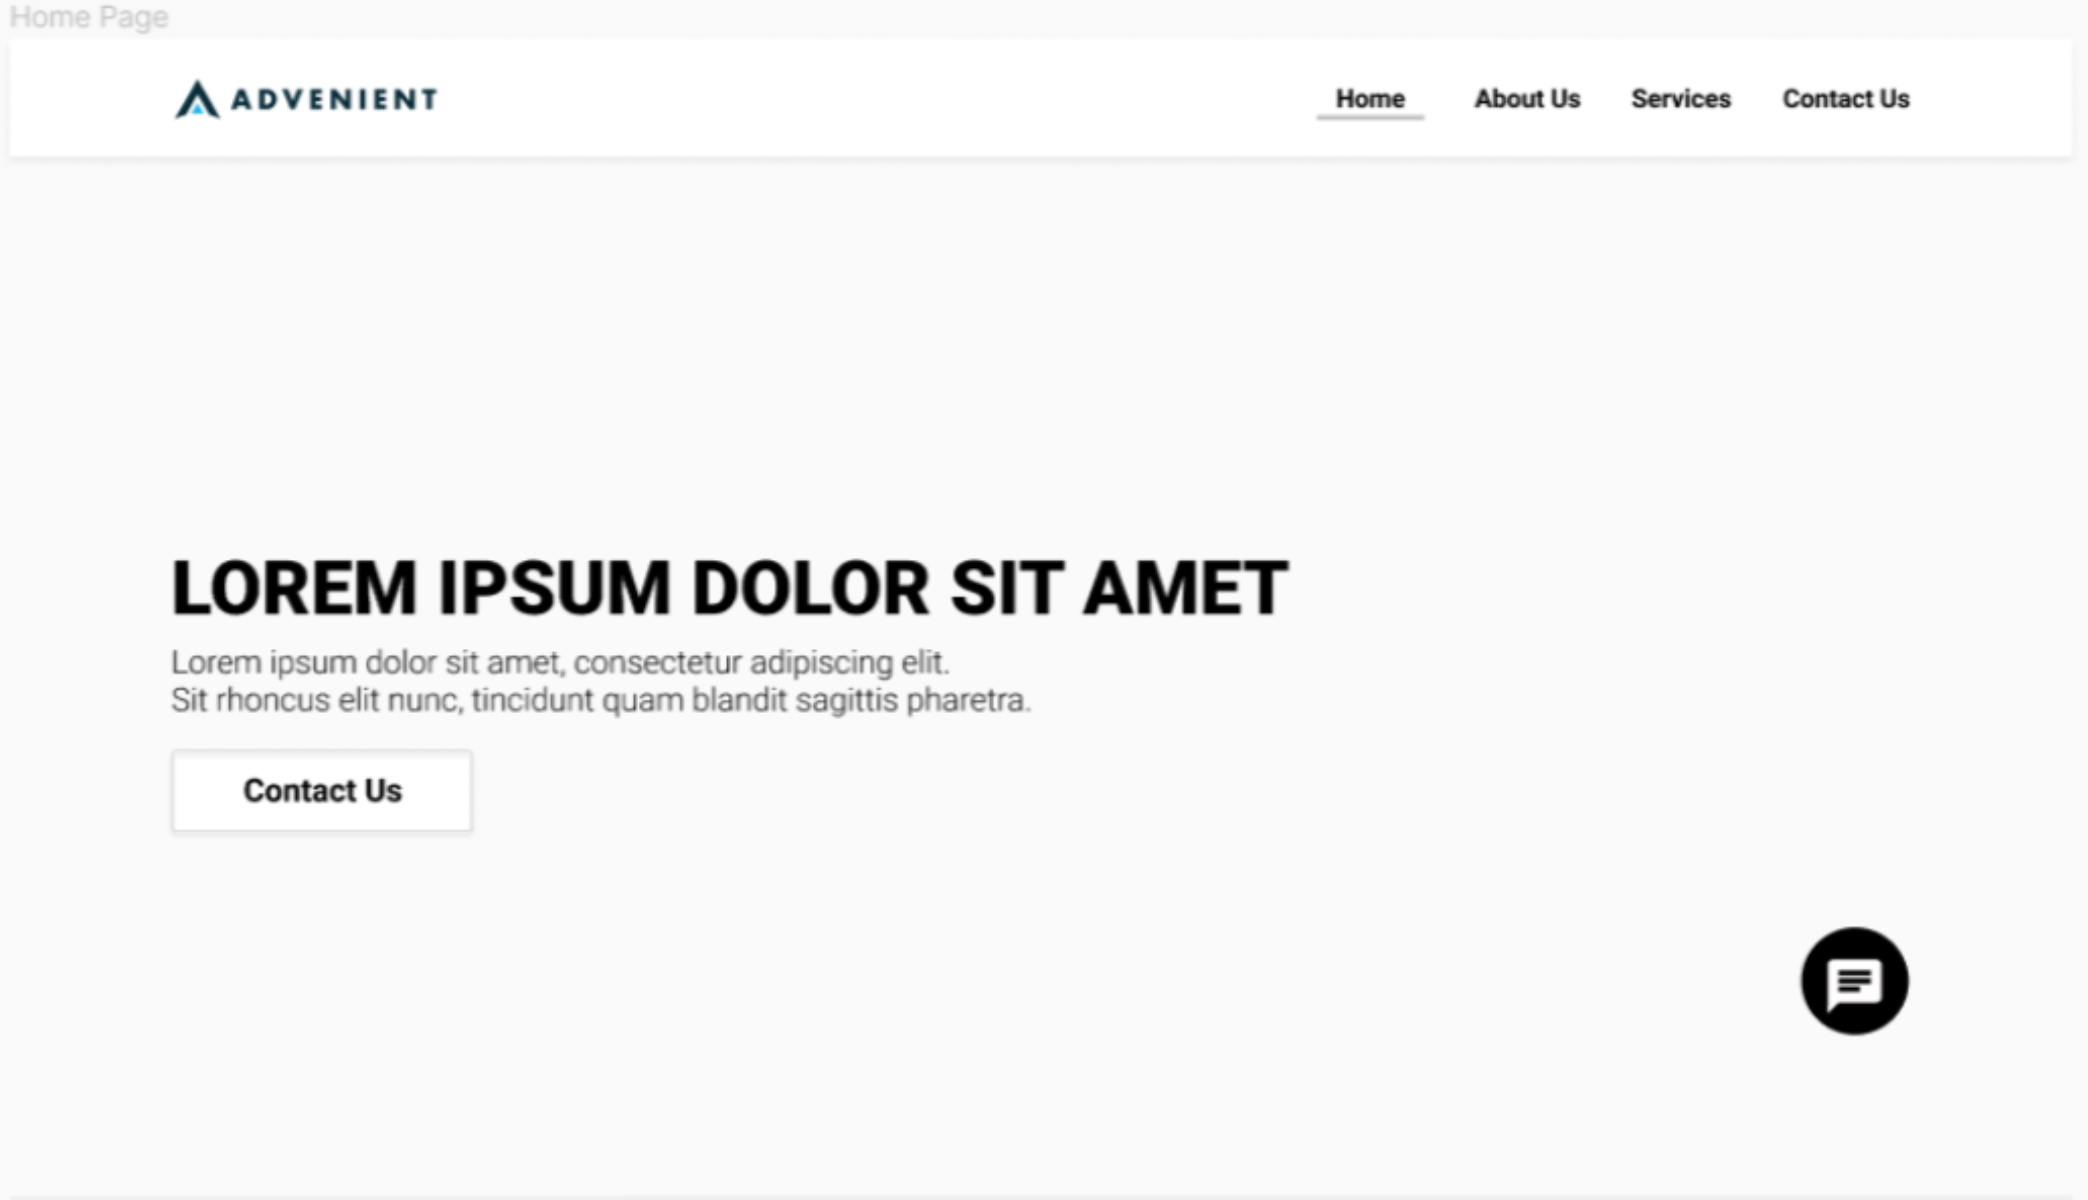 Home Page
ADVENIENT
Home About Us Services Contact Us
LOREM IPSUM DOLOR SIT AMET
Lorem ipsum dolor sit amet, consectetur adipiscing elit.
Sit rhoncus elit nunc, tincidunt quam blandit sagittis pharetra.
Contact Us